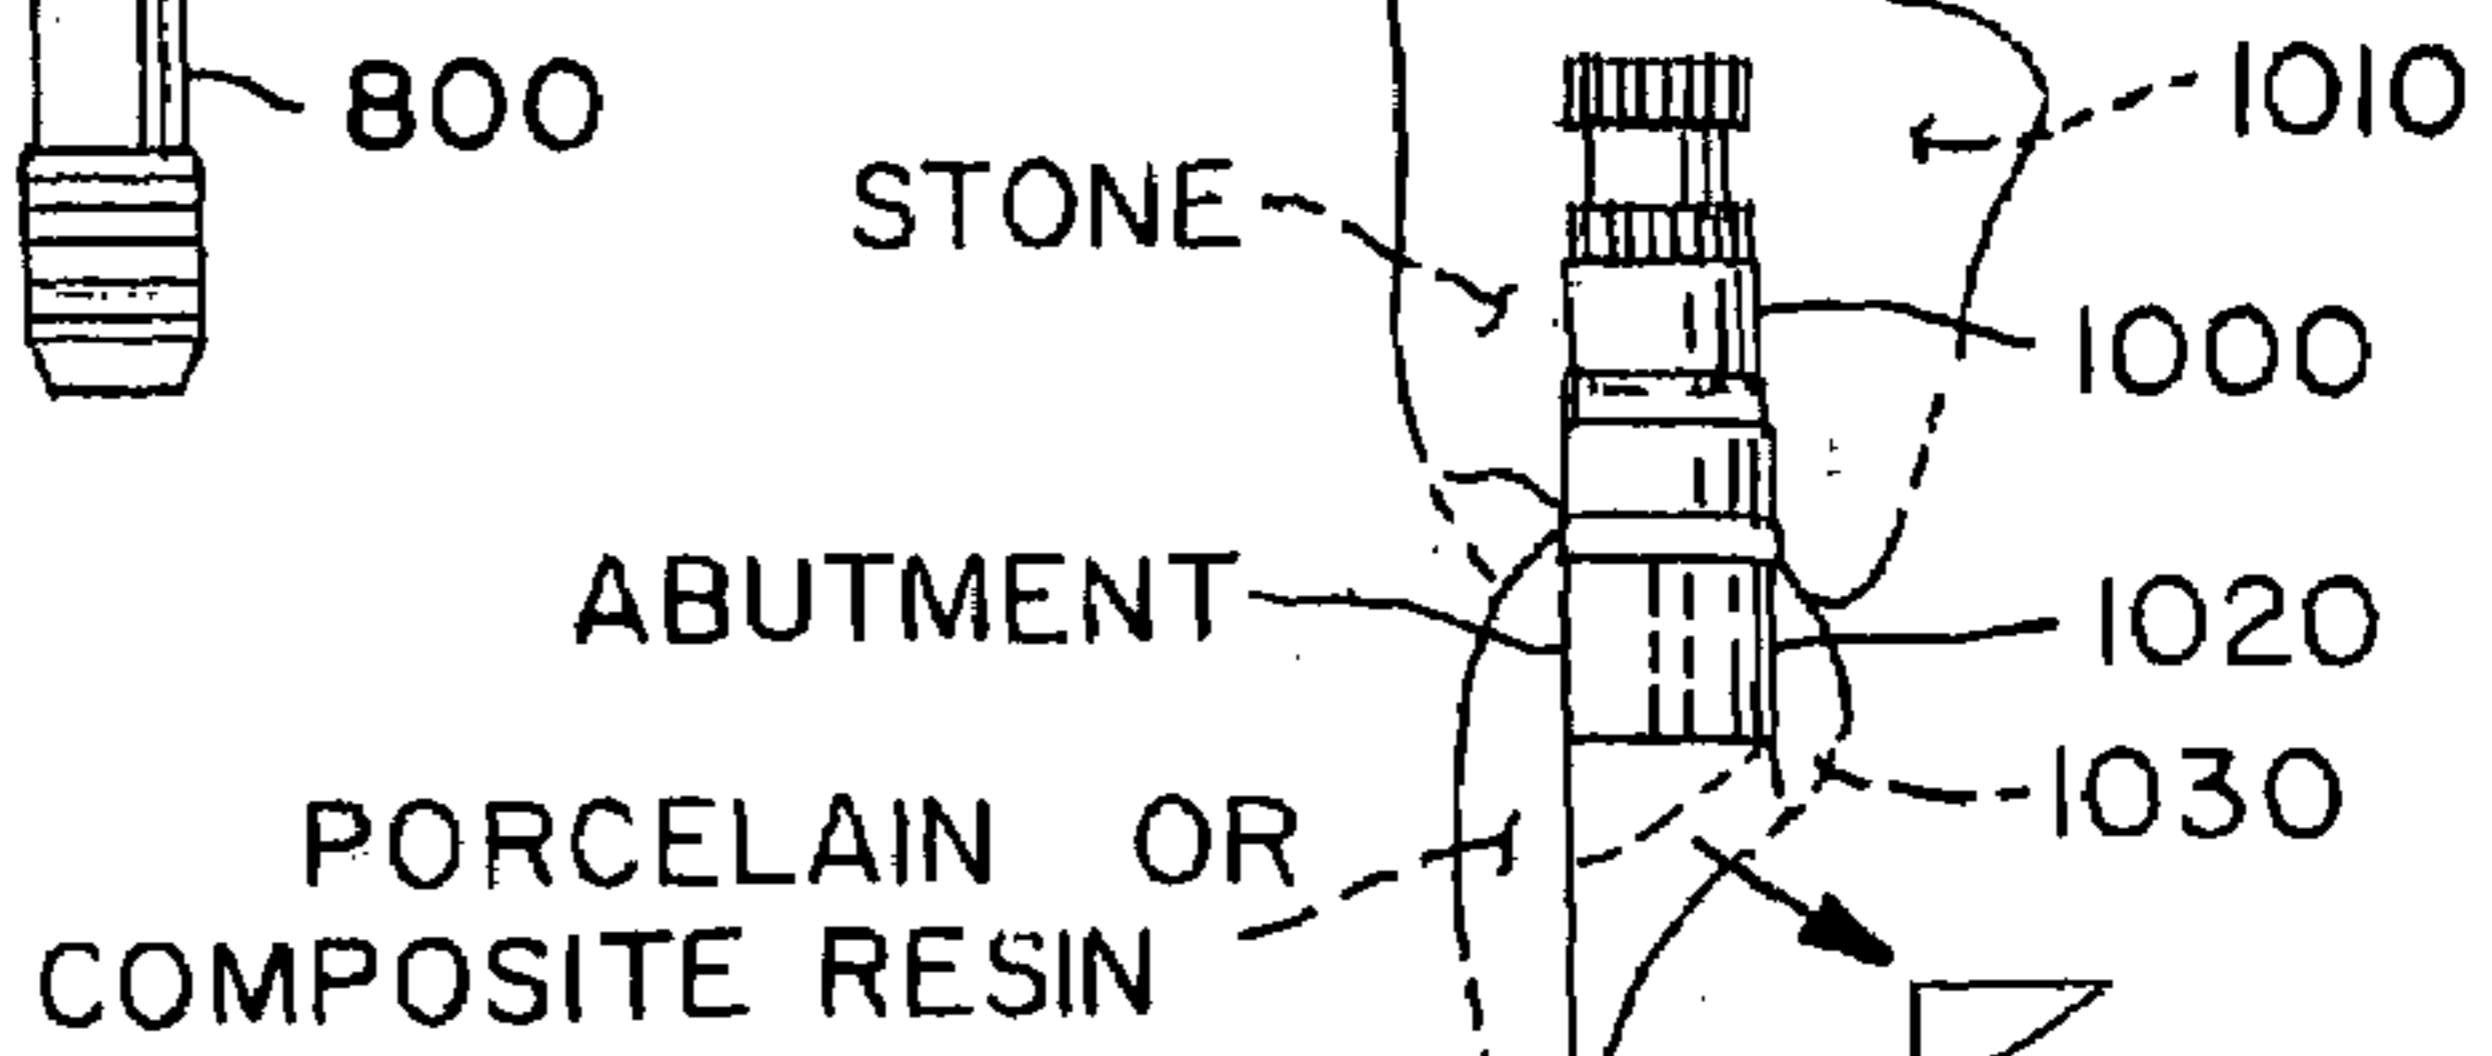 800
1010
STONE
1000
ABUTMENT
1020
1030
PORCELAIN OR
COMPOSITE RESIN